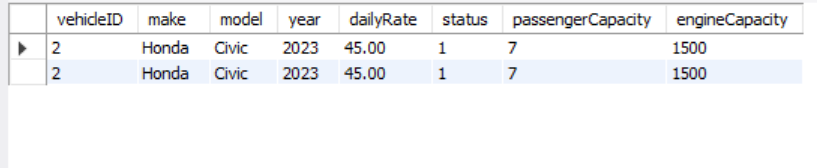 vehicleID make model year dailyRate status passengerCapacity engineCapacity
2 Honda Civic 2023 45.00 1 7 1500
2 Honda Civic 2023 45.00 1 7 1500